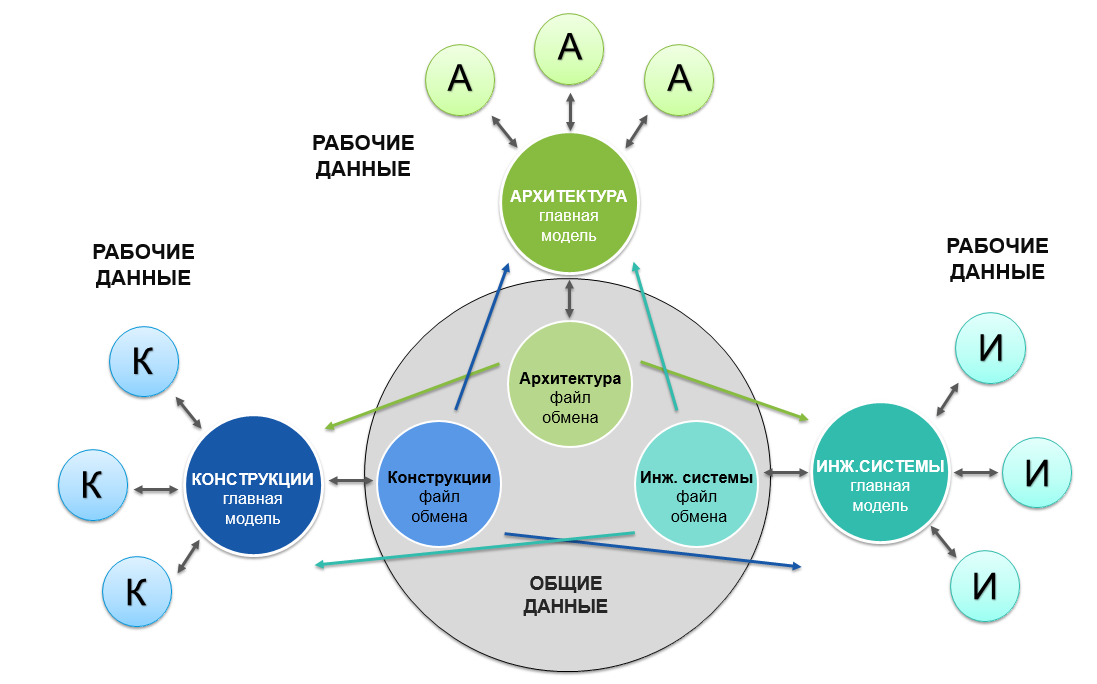 А
А
А
РАБОЧИЕ
ДАННЫЕ
АРХИТЕКТУРА
главная
модель
РАБОЧИЕ
ДАННЫЕ
РАБОЧИЕ
ДАННЫЕ
К
К
К
КОНСТРУКЦИИ
главная
модель
Архитектура
файл
обмена
Конструкции
файл
обмена
Инж. системы
файл
обмена
ИНЖ.СИСТЕМЫ
главная
модель
И
И
И
ОБЩИЕ
ДАННЫЕ